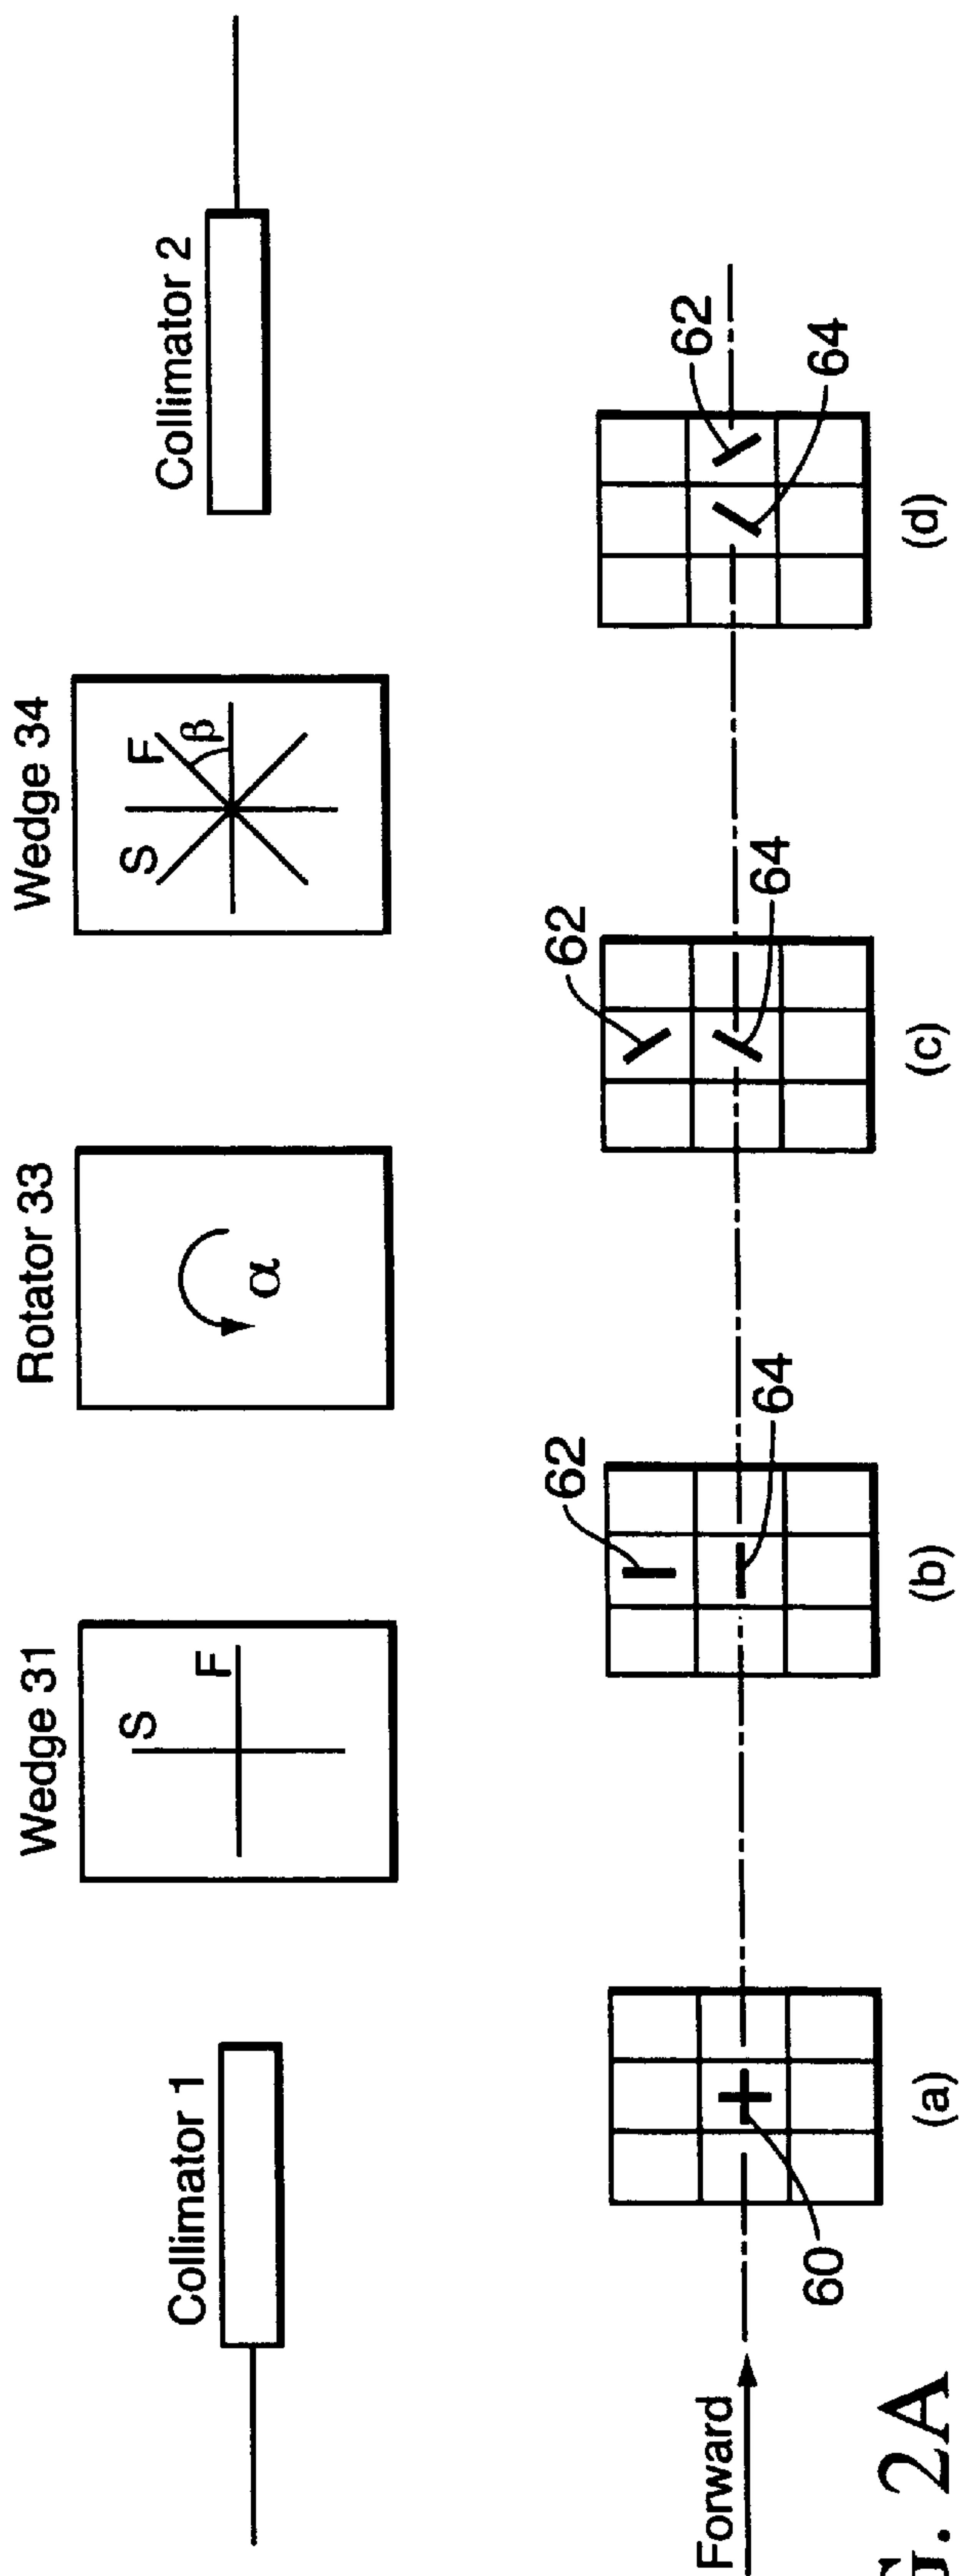 Collimator 1
Wedge 31
S
F
Rotator 33
α
Wedge 34
S
F
β
Collimator 2
Forward
60
(a)
62
64
(b)
62
64
(c)
62
64
(d)
G. 2A